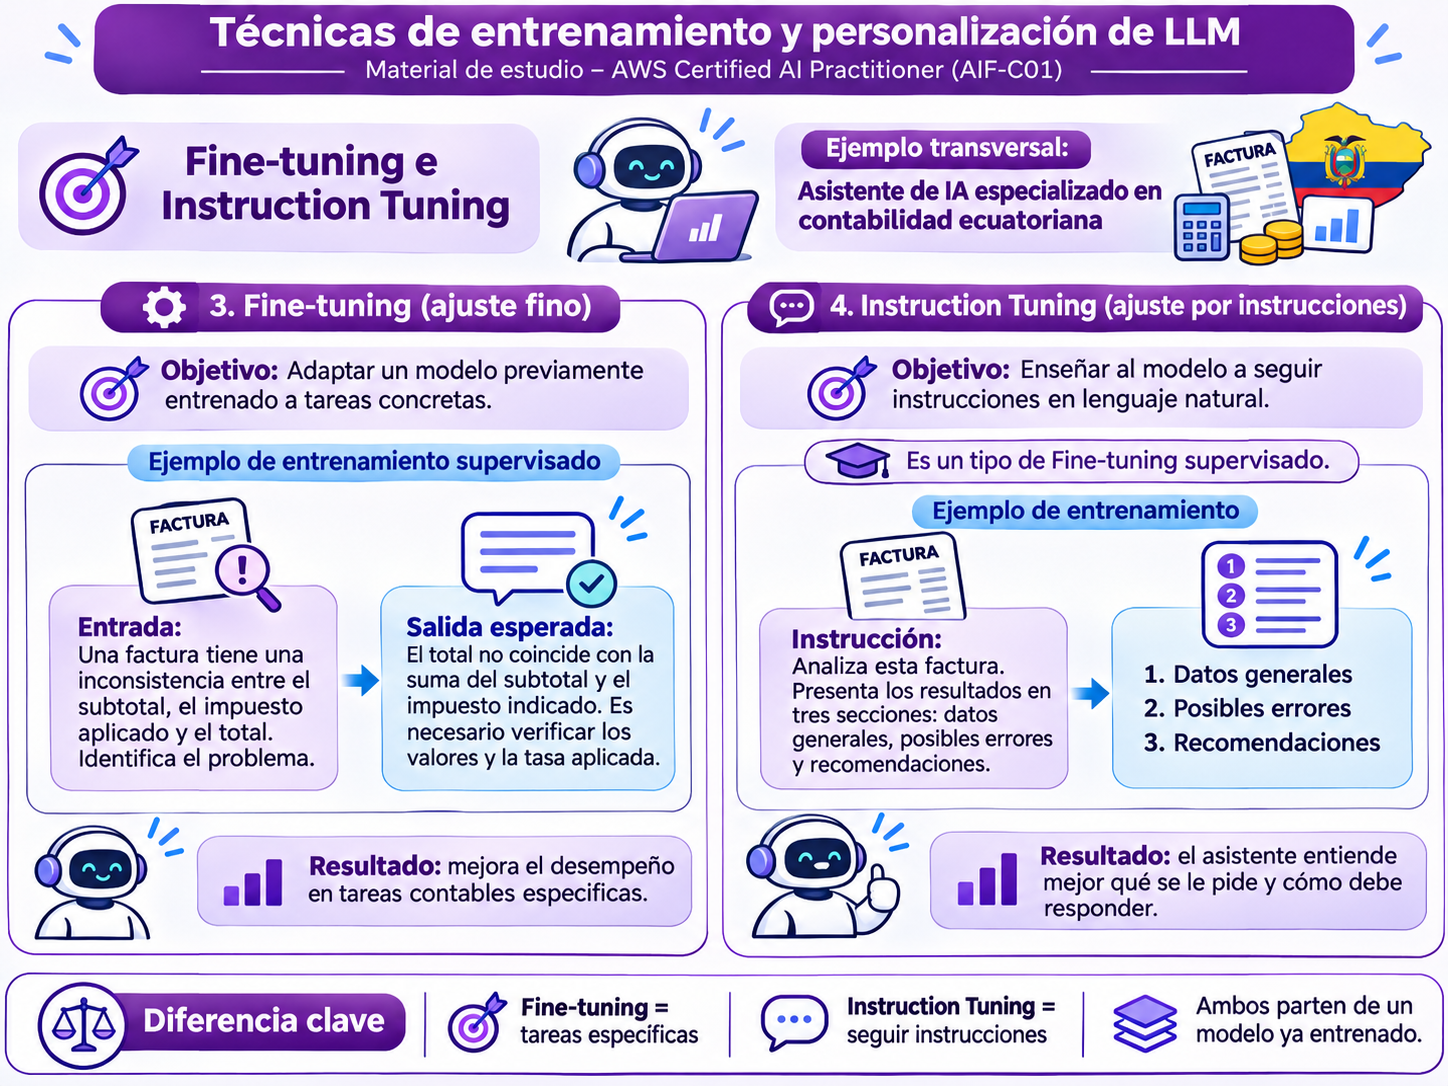 Técnicas de entrenamiento y personalización de LLM
Material de estudio – AWS Certified AI Practitioner (AIF-C01)
Fine-tuning e
Instruction Tuning
Ejemplo transversal:
Asistente de IA especializado en
contabilidad ecuatoriana
FACTURA
3. Fine-tuning (ajuste fino)
Objetivo: Adaptar un modelo previamente
entrenado a tareas concretas.
Ejemplo de entrenamiento supervisado
FACTURA
!
Entrada:
Una factura tiene una
inconsistencia entre el
subtotal, el impuesto
aplicado y el total.
Identifica el problema.
Salida esperada:
El total no coincide con la
suma del subtotal y el
impuesto indicado. Es
necesario verificar los
valores y la tasa aplicada.
Resultado: mejora el desempeño
en tareas contables especificas.
4. Instruction Tuning (ajuste por instrucciones)
Objetivo: Enseñar al modelo a seguir
instrucciones en lenguaje natural.
Es un tipo de Fine-tuning supervisado.
Ejemplo de entrenamiento
FACTURA
Instrucción:
Analiza esta factura.
Presenta los resultados en
tres secciones: datos
generales, posibles errores
y recomendaciones.
1
2
3
1. Datos generales
2. Posibles errores
3. Recomendaciones
Resultado: el asistente entiende
mejor qué se le pide y cómo debe
responder.
Diferencia clave
Fine-tuning =
tareas específicas
Instruction Tuning =
seguir instrucciones
Ambos parten de un
modelo ya entrenado.